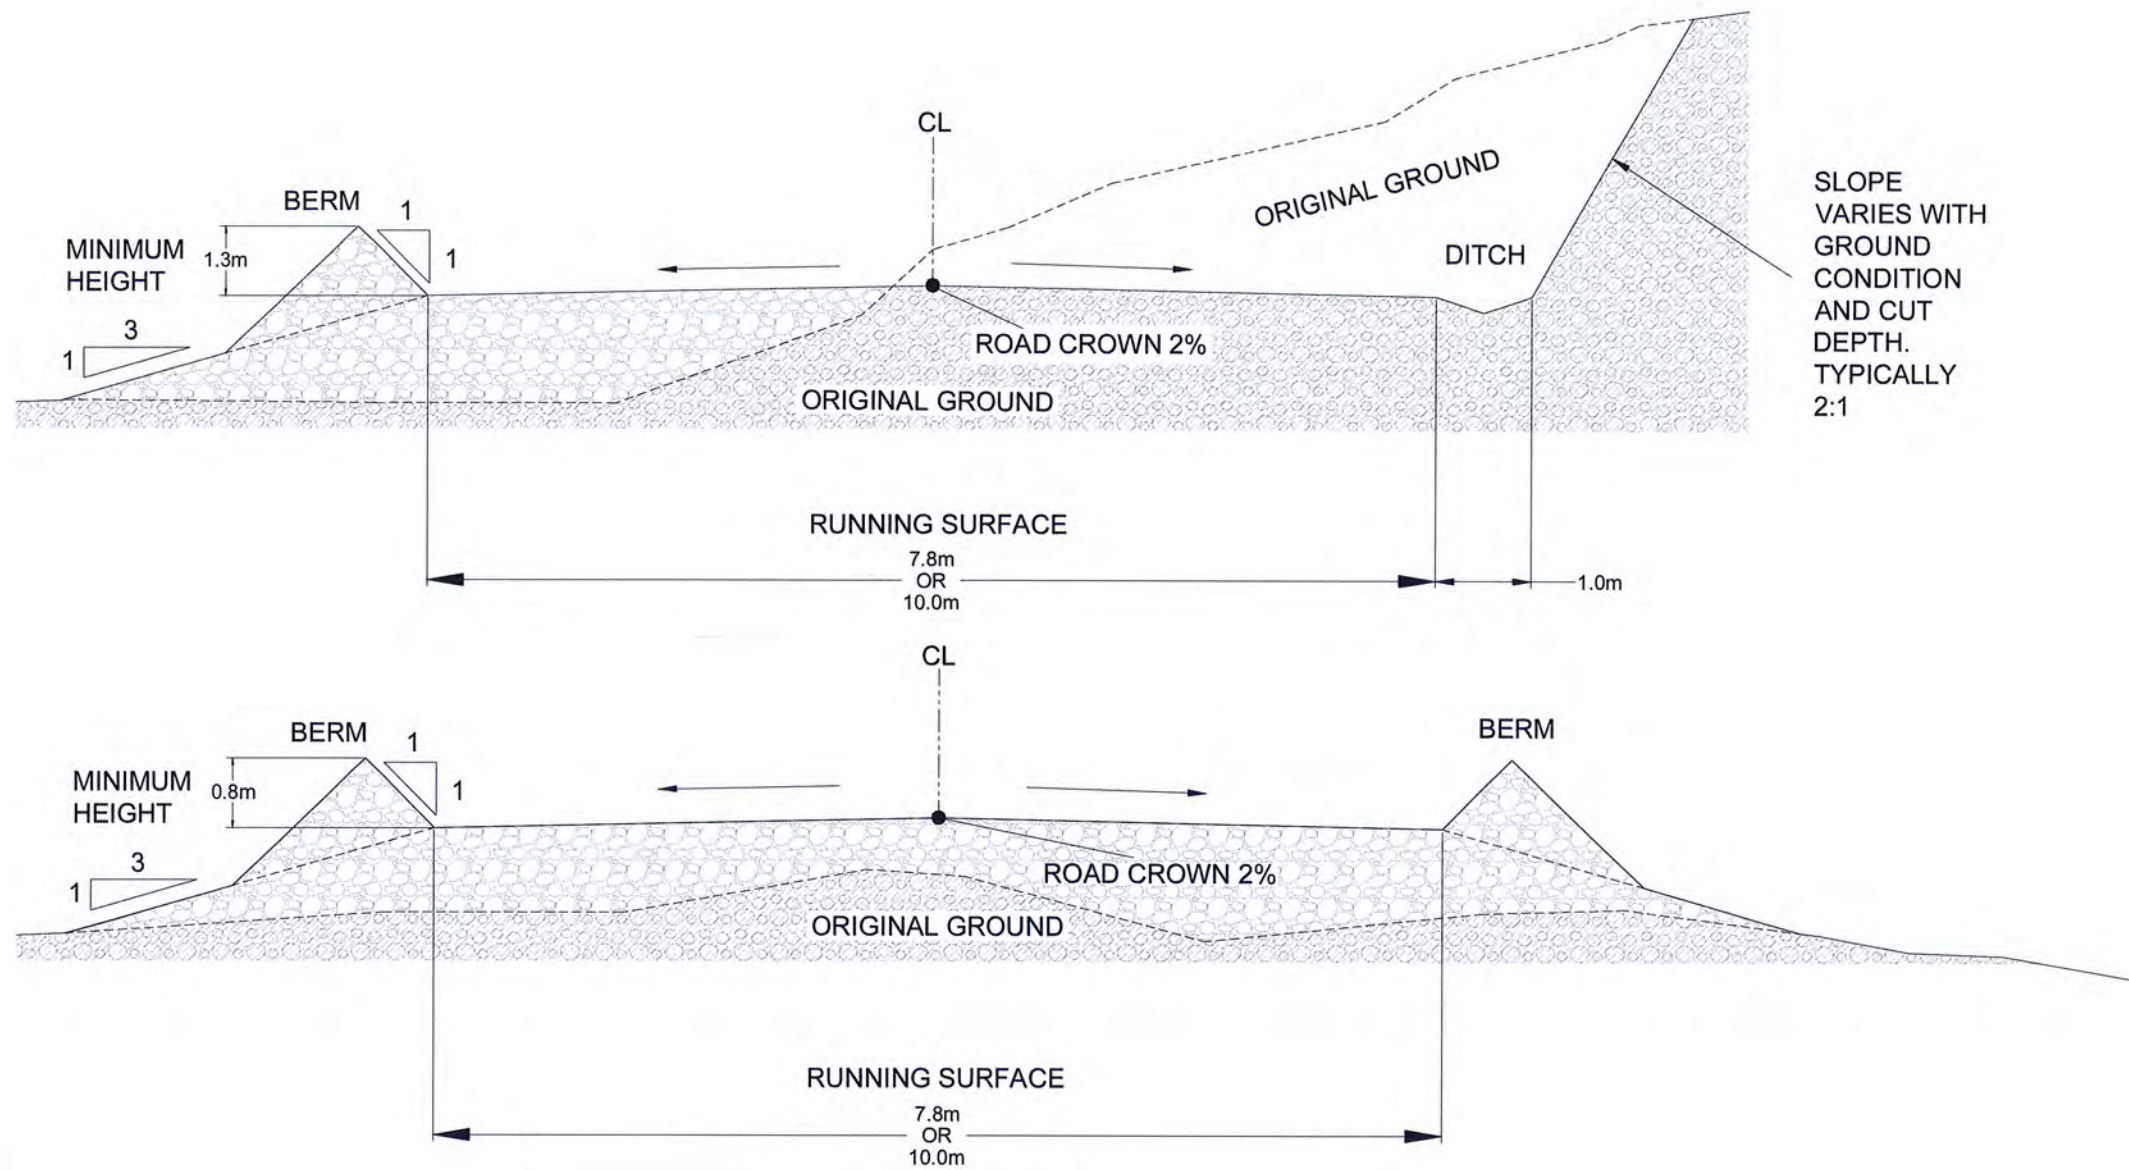 CL
BERM
1
1
MINIMUM
HEIGHT
1.3m
3
1
ORIGINAL GROUND
DITCH
SLOPE
VARIES WITH
GROUND
CONDITION
AND CUT
DEPTH.
TYPICALLY
2:1
ROAD CROWN 2%
ORIGINAL GROUND
RUNNING SURFACE
7.8m
OR
10.0m
1.0m
CL
BERM
1
1
MINIMUM
HEIGHT
0.8m
3
1
BERM
ROAD CROWN 2%
ORIGINAL GROUND
RUNNING SURFACE
7.8m
OR
10.0m